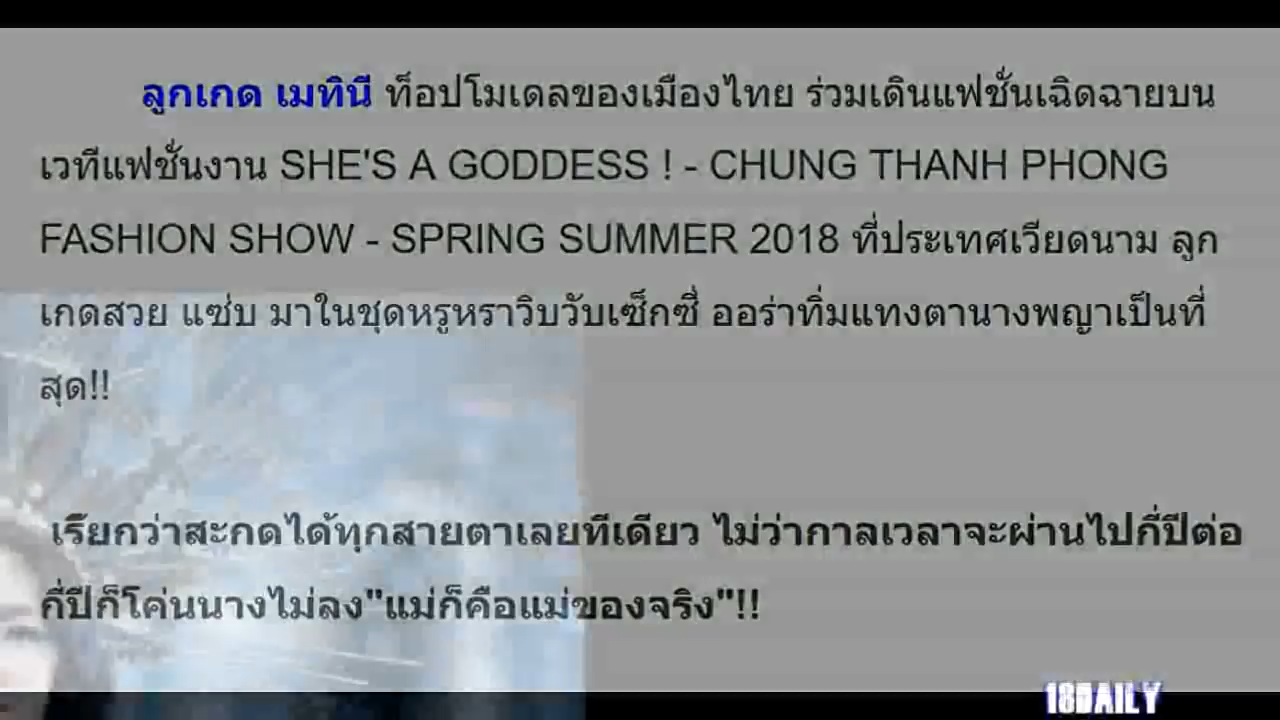 ลูกเกด เมทินี ท็อปโมเดลของเมืองไทย ร่วมเดินแฟชั่นเฉิดฉายบน
เวทีแฟชั่นงาน SHE'S A GODDESS ! - CHUNG THANH PHONG
FASHION SHOW - SPRING SUMMER 2018 ที่ประเทศเวียดนาม ลูก
เกดสวย แซ่บ มาในชุดหรูหราวิบวับเซ็กซี่ ออร่าทิ่มแทงตานางพญาเป็นที่
สุด!!
เรียกว่าสะกดได้ทุกสายตาเลยทีเดียว ไม่ว่ากาลเวลาจะผ่านไปกี่ปีต่อ
กี่ปีก็โค่นนางไม่ลง"แม่ก็คือแม่ของจริง"!!
18DAILY